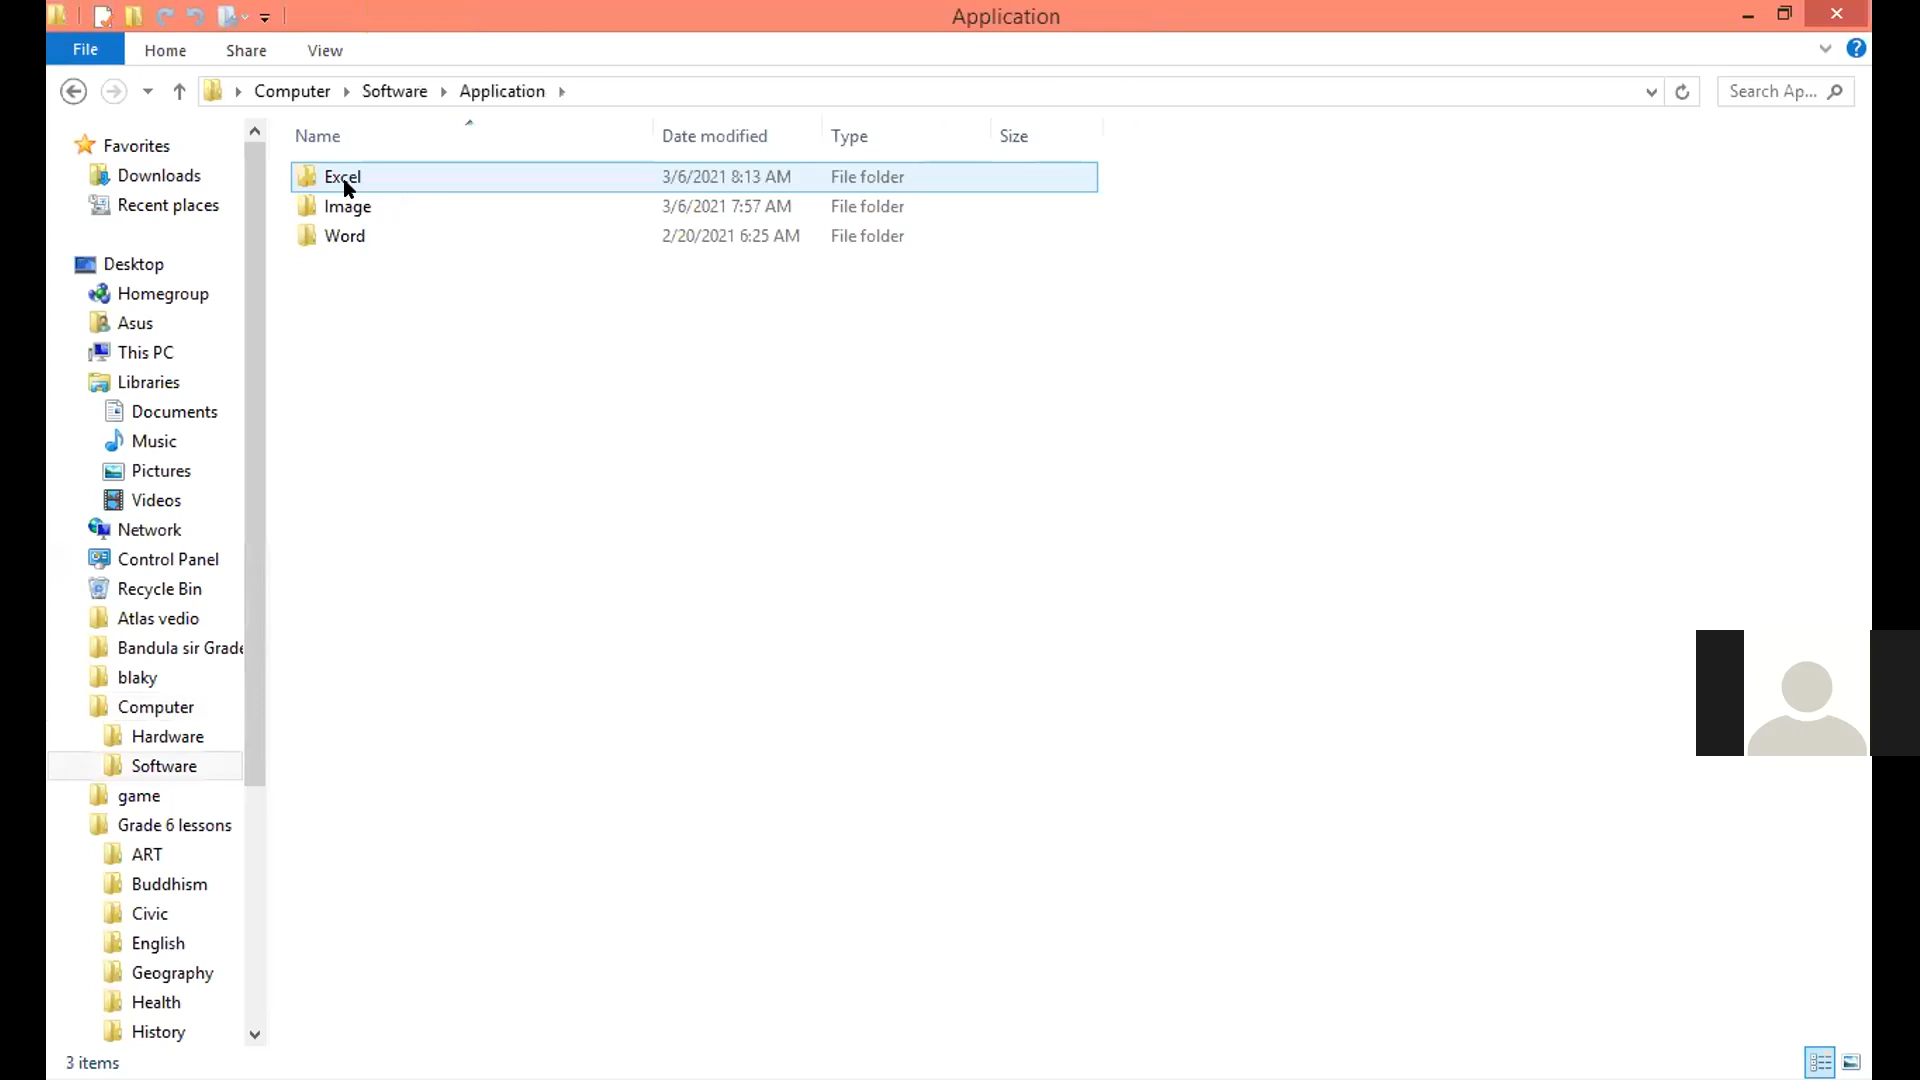 Application
File Home Share View
Computer Software Application Search Ap...
Name Date modified Type Size
Excel 3/6/2021 8:13 AM File folder
Image 3/6/2021 7:57 AM File folder
Word 2/20/2021 6:25 AM File folder
Favorites
Downloads
Recent places
Desktop
Homegroup
Asus
This PC
Libraries
Documents
Music
Pictures
Videos
Network
Control Panel
Recycle Bin
Atlas vedio
Bandula sir Grade
blaky
Computer
Hardware
Software
game
Grade 6 lessons
ART
Buddhism
Civic
English
Geography
Health
History
3 items